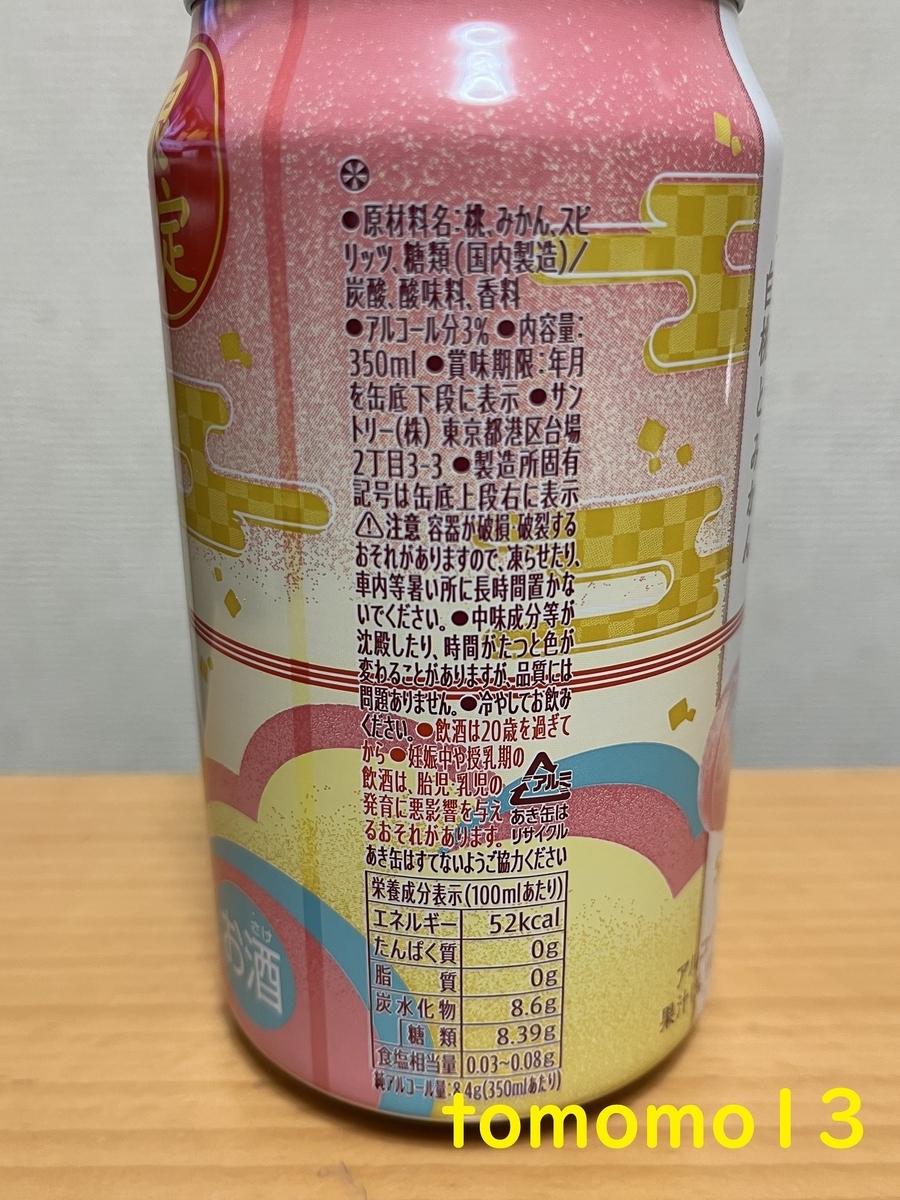 限定
●原材料名:桃、みかん、スピ
リッツ、糖類(国内製造)/
炭酸、酸味料、香料
●アルコール分3% ●内容量:
350ml ●賞味期限:年月
を缶底下段に表示 ●サン
トリー(株) 東京都港区台場
2丁目3-3 ●製造所固有
記号は缶底上段右に表示
⚠注意 容器が破損・破裂する
おそれがありますので、凍らせたり、
車内等暑い所に長時間置かな
いでください。●中味成分等が
沈殿したり、時間がたつと色が
変わることがありますが、品質には
問題ありません。●冷やしてお飲み
ください。●飲酒は20歳を過ぎて
から ●妊娠中や授乳期の
飲酒は、胎児・乳児の
発育に悪影響を与え
るおそれがあります。
アルミ
あき缶は
リサイクル
あき缶はすてないようご協力ください
栄養成分表示(100mlあたり)
エネルギー 52kcal
たんぱく質 0g
脂質 0g
炭水化物 8.6g
糖類 8.39g
食塩相当量 0.03~0.08g
純アルコール量:8.4g(350mlあたり)
さけ
お酒
白桃とみかん
果汁
tomomo13